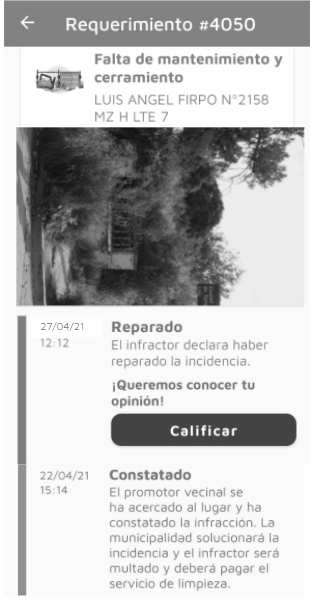 Requerimiento #4050
Falta de mantenimiento y
cerramiento
LUIS ANGEL FIRPO N°2158
MZ H LTE 7
27/04/21
12:12
Reparado
El infractor declara haber
reparado la incidencia.
¡Queremos conocer tu
opinión!
Calificar
22/04/21
15:14
Constatado
El promotor vecinal se
ha acercado al lugar y ha
constatado la infracción. La
municipalidad solucionará la
incidencia y el infractor será
multado y deberá pagar el
servicio de limpieza.